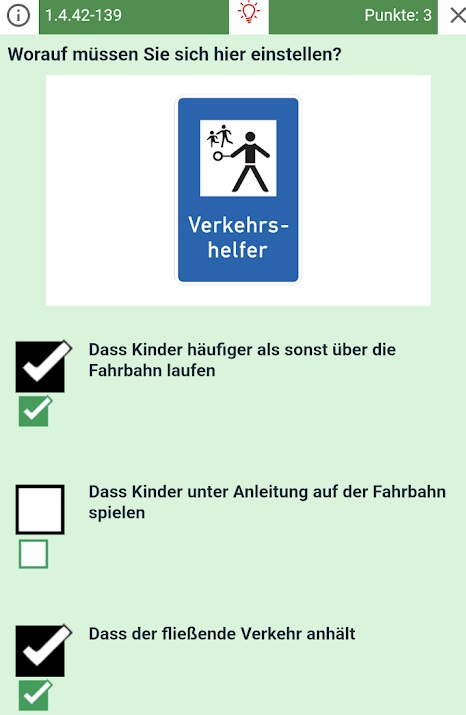 1.4.42-139
Punkte: 3
Worauf müssen Sie sich hier einstellen?
Verkehrs-
helfer
Dass Kinder häufiger als sonst über die
Fahrbahn laufen
Dass Kinder unter Anleitung auf der Fahrbahn
spielen
Dass der fließende Verkehr anhält